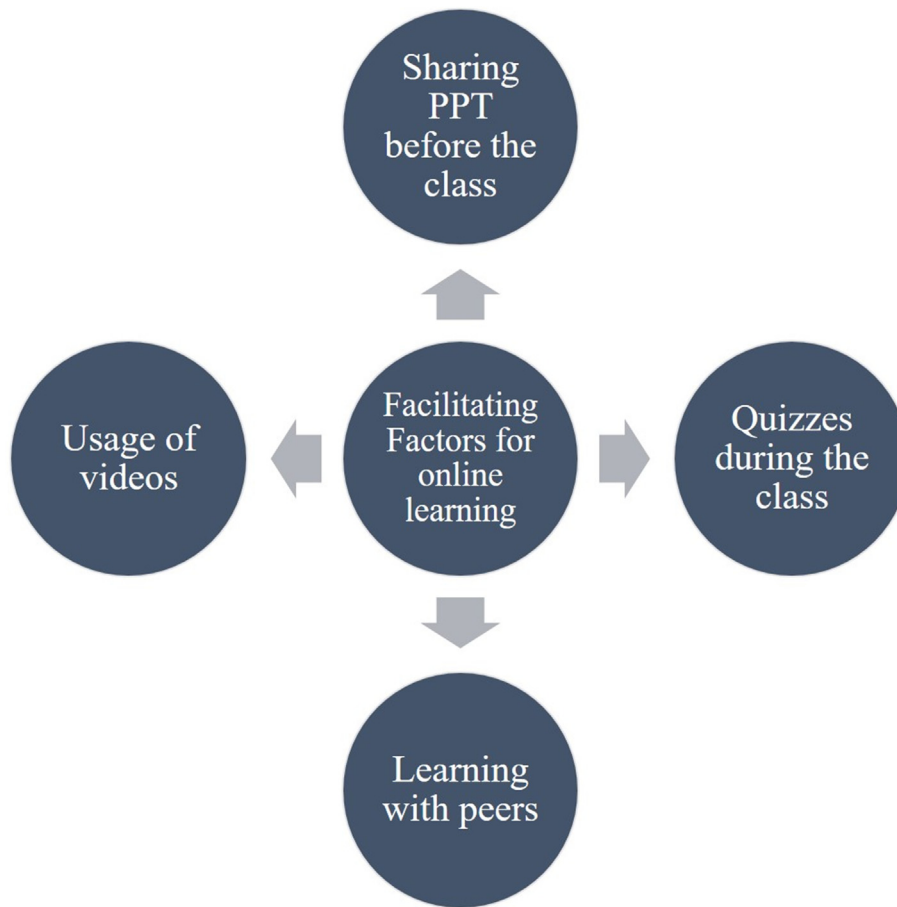 Sharing
PPT
before the
class
Usage of
videos
Facilitating
Factors for
online
learning
Quizzes
during the
class
Learning
with peers